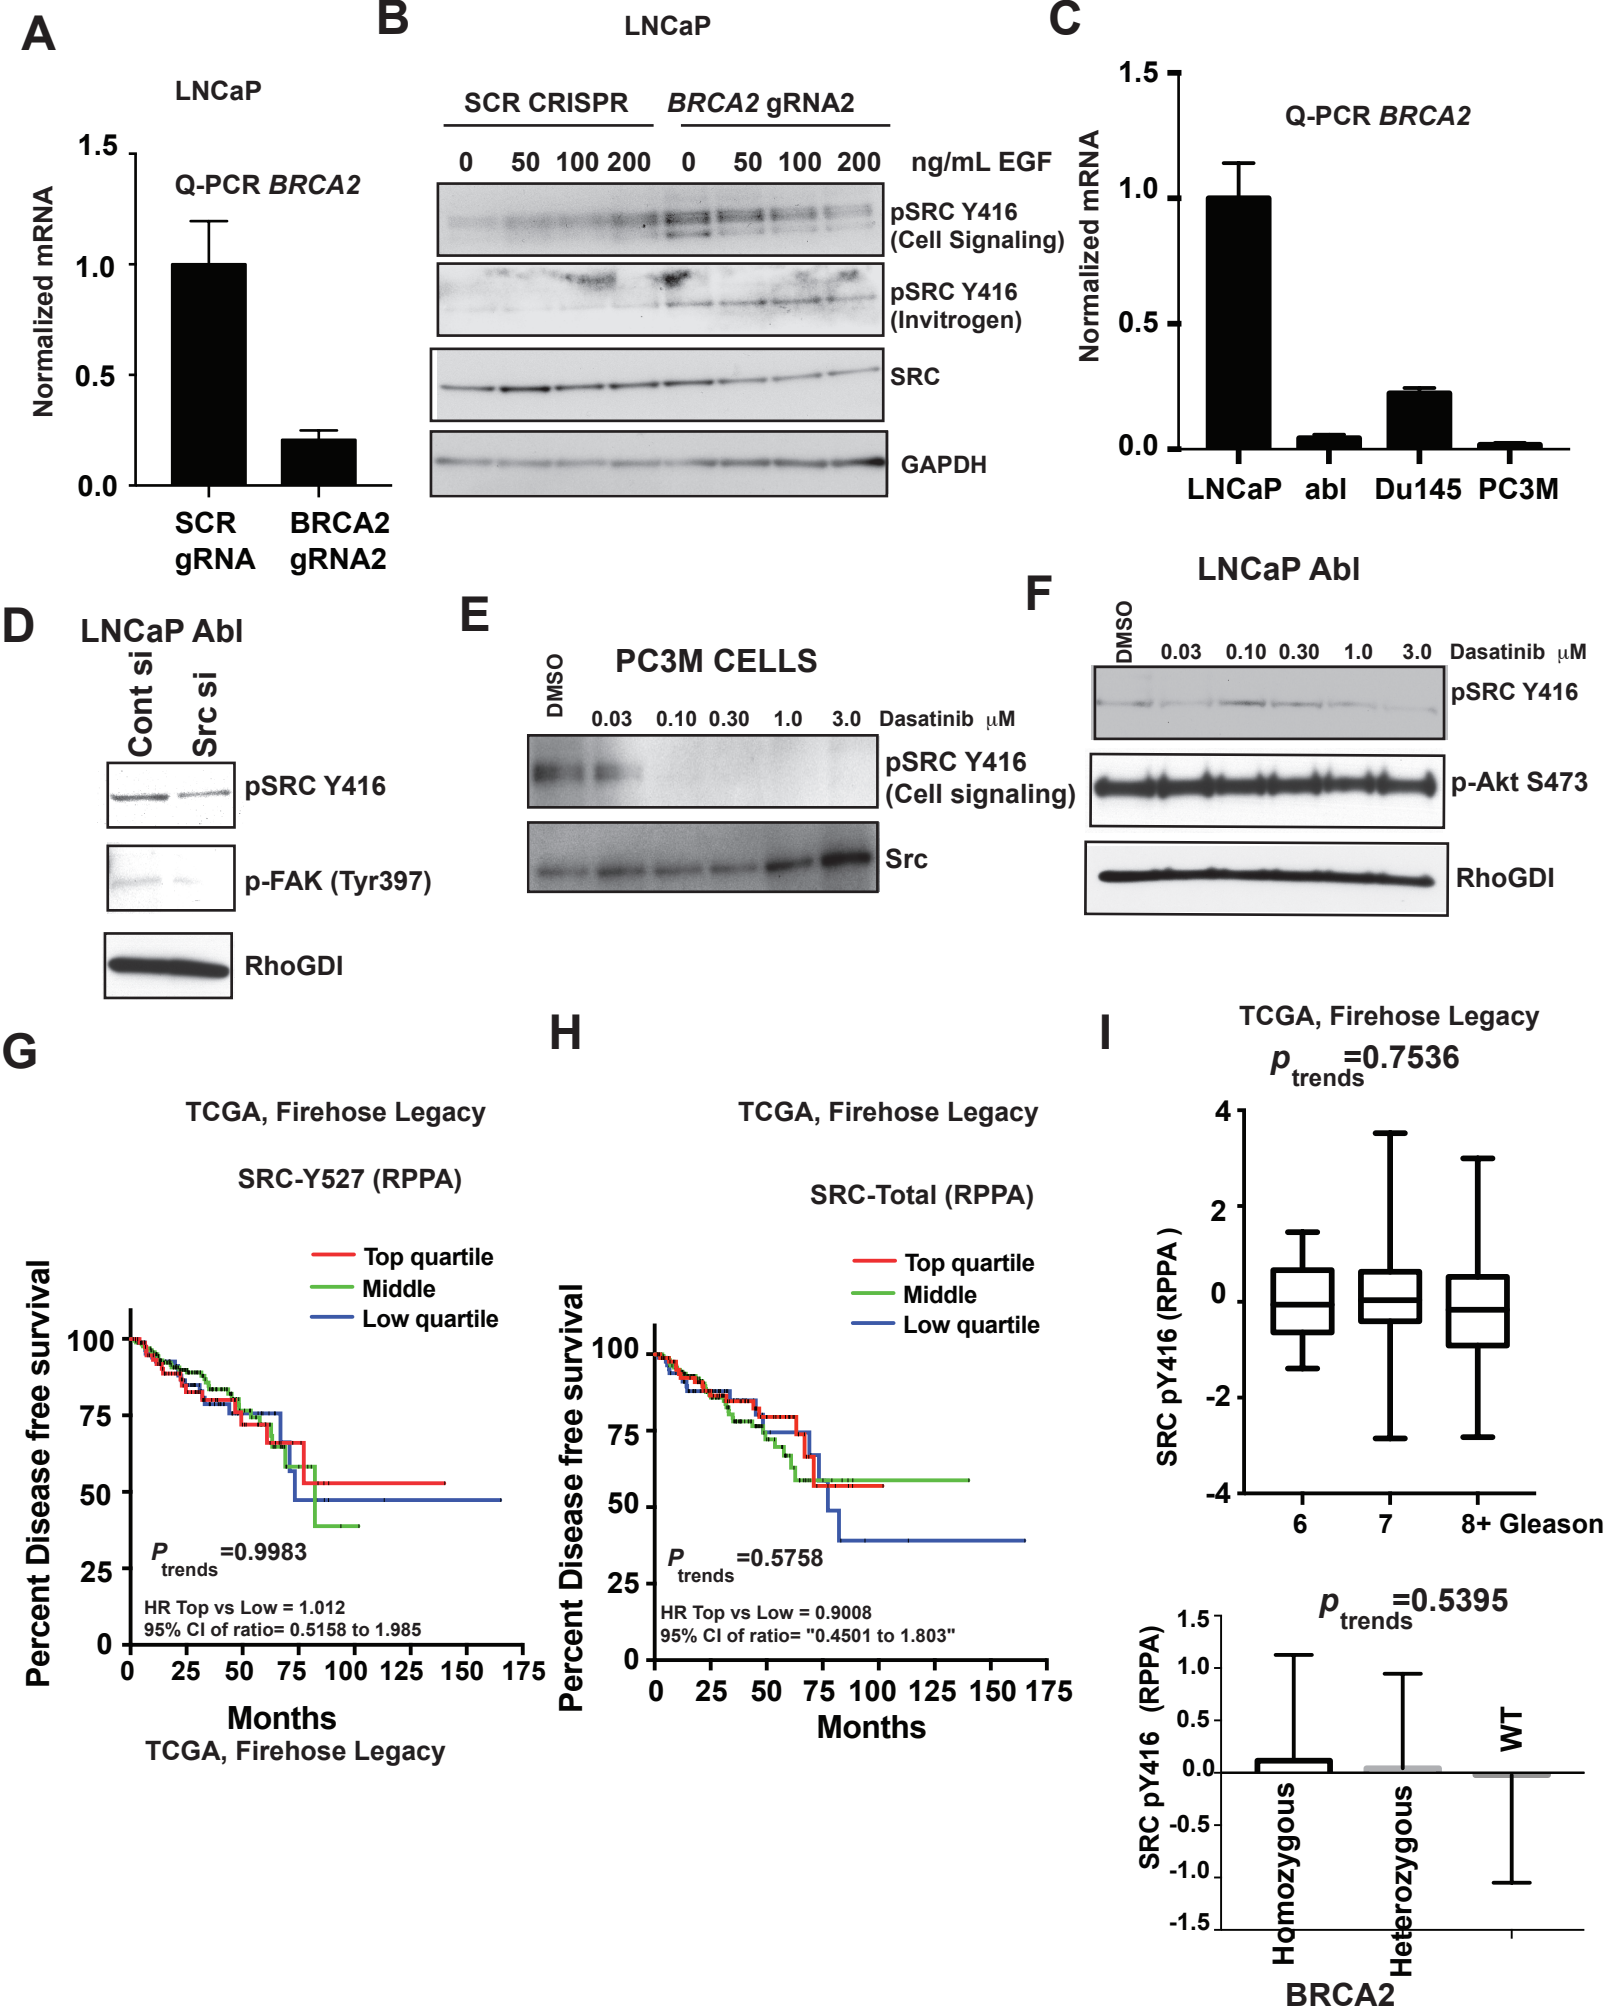 A
LNCaP
Q-PCR BRCA2
Normalized mRNA
1.5
1.0
0.5
0.0
SCR
gRNA
BRCA2
gRNA2
B
LNCaP
SCR CRISPR BRCA2 gRNA2
0 50 100 200 0 50 100 200 ng/mL EGF
pSRC Y416
(Cell Signaling)
pSRC Y416
(Invitrogen)
SRC
GAPDH
C
Q-PCR BRCA2
Normalized mRNA
1.5
1.0
0.5
0.0
LNCaP abl Du145 PC3M
D
LNCaP Abl
Cont si
Src si
pSRC Y416
p-FAK (Tyr397)
RhoGDI
E
PC3M CELLS
DMSO
0.03 0.10 0.30 1.0 3.0 Dasatinib μM
pSRC Y416
(Cell signaling)
Src
F
LNCaP Abl
DMSO
0.03 0.10 0.30 1.0 3.0 Dasatinib μM
pSRC Y416
p-Akt S473
RhoGDI
G
TCGA, Firehose Legacy
SRC-Y527 (RPPA)
Top quartile
Middle
Low quartile
Percent Disease free survival
100
75
50
25
0
P trends =0.9983
HR Top vs Low = 1.012
95% CI of ratio= 0.5158 to 1.985
0 25 50 75 100 125 150 175
Months
TCGA, Firehose Legacy
H
TCGA, Firehose Legacy
SRC-Total (RPPA)
Top quartile
Middle
Low quartile
Percent Disease free survival
100
75
50
25
0
P trends =0.5758
HR Top vs Low = 0.9008
95% CI of ratio= "0.4501 to 1.803"
0 25 50 75 100 125 150 175
Months
I
TCGA, Firehose Legacy
p trends =0.7536
SRC pY416 (RPPA )
4
2
0
-2
-4
6 7 8+ Gleason
p trends =0.5395
SRC pY416 (RPPA)
1.5
1.0
0.5
0.0
-0.5
-1.0
-1.5
Homozygous
Heterozygous
WT
BRCA2